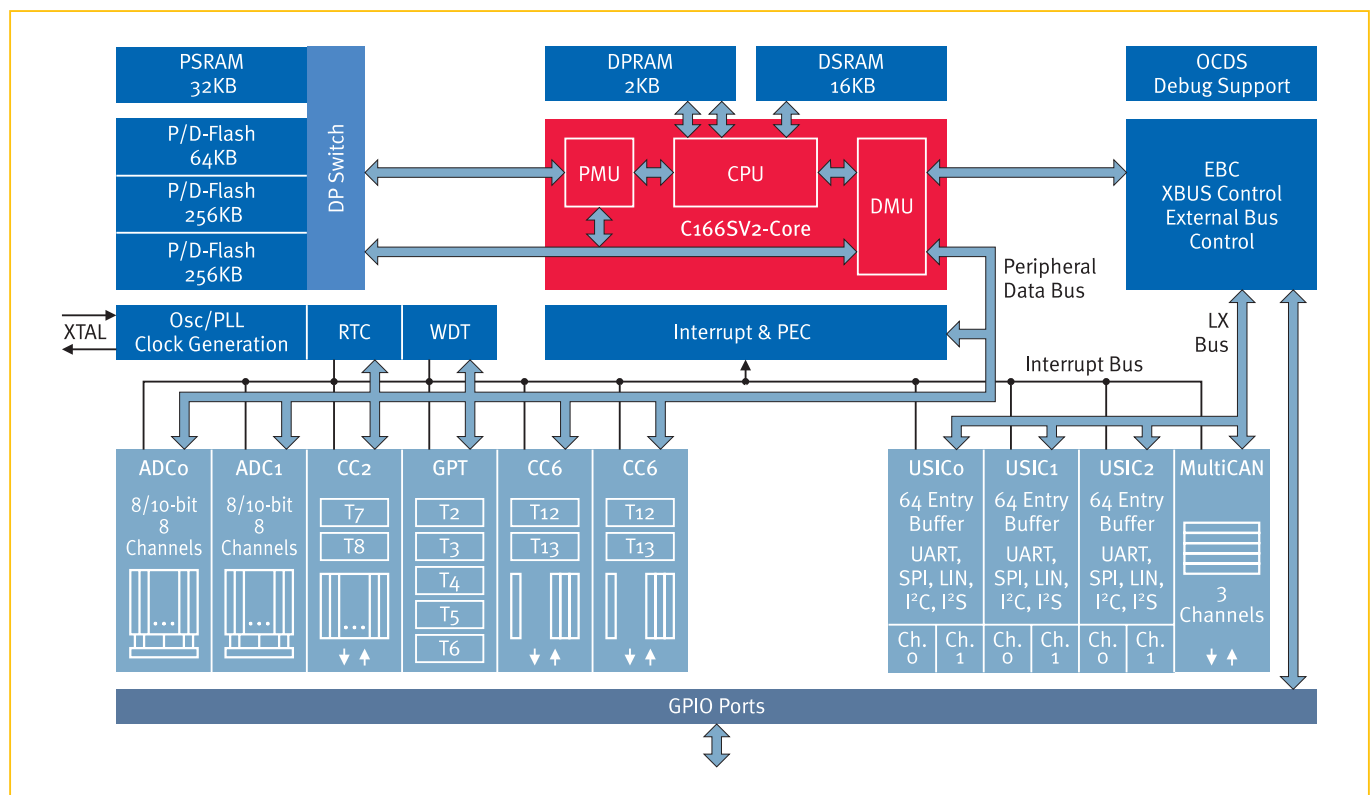 PSRAM
32KB
DPRAM
2KB
DSRAM
16KB
OCDS
Debug Support
P/D-Flash
64KB
P/D-Flash
256KB
P/D-Flash
256KB
DP Switch
PMU
CPU
DMU
C166SV2-Core
EBC
XBUS Control
External Bus
Control
Peripheral
Data Bus
XTAL
Osc/PLL
Clock Generation
RTC
WDT
Interrupt & PEC
LX
Bus
Interrupt Bus
ADC0
8/10-bit
8
Channels
ADC1
8/10-bit
8
Channels
CC2
T7
T8
GPT
T2
T3
T4
T5
T6
CC6
T12
T13
CC6
T12
T13
USIC0
64 Entry
Buffer
UART,
SPI, LIN,
I²C, I²S
Ch.
0
Ch.
1
USIC1
64 Entry
Buffer
UART,
SPI, LIN,
I²C, I²S
Ch.
0
Ch.
1
USIC2
64 Entry
Buffer
UART,
SPI, LIN,
I²C, I²S
Ch.
0
Ch.
1
MultiCAN
3
Channels
GPIO Ports